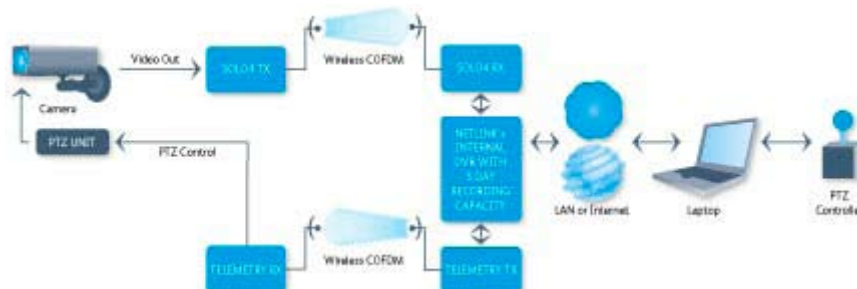 Video Out
SOLO4 TX
Wireless COFDM
SOLO4 RX
Camera
PTZ UNIT
PTZ Control
NETLINK's
INTERNAL
DVR WITH
5 DAY
RECORDING/
CAPACITY
LAN or Internet
Laptop
PTZ
Controlle
TELEMETRY RX
Wireless COFDM
TELEMETRY TX